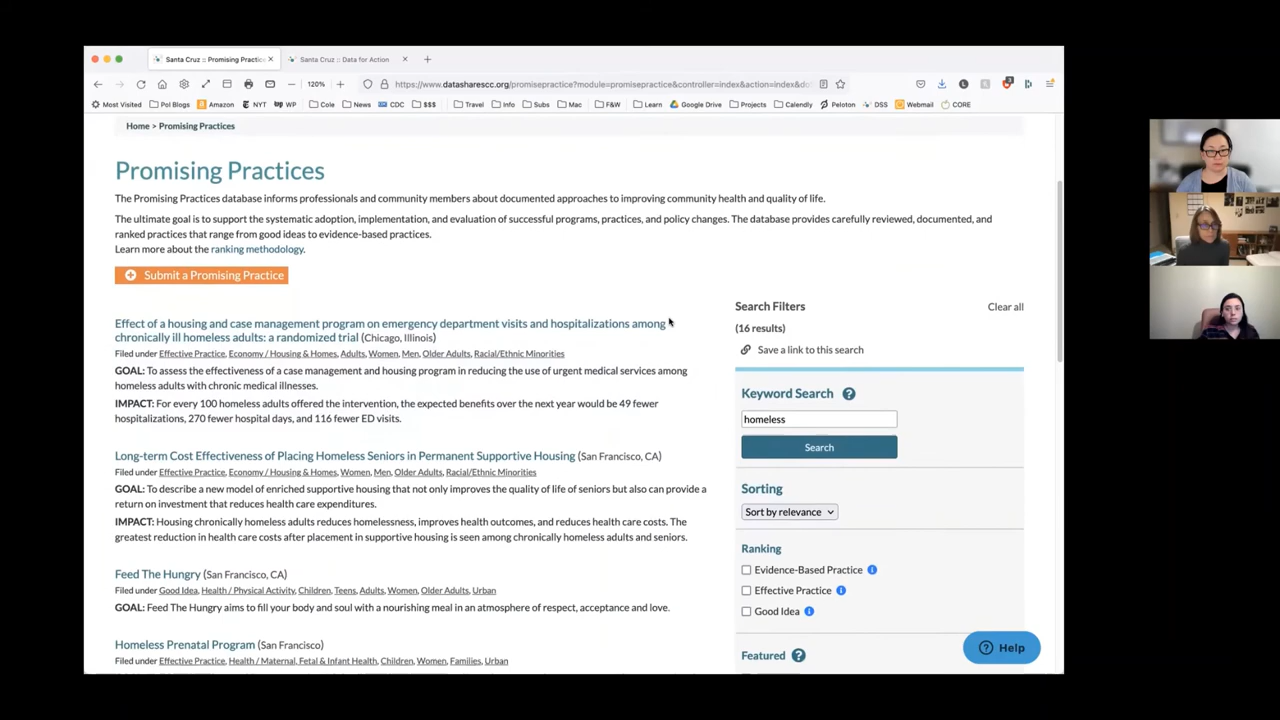 Santa Cruz :: Promising Practic
Santa Cruz :: Data for Action
120%
https://www.datasharescc.org/promisepractice?module=promisepractice&controller=index&action=index&do
3
Most Visited Pol Blogs Amazon NYT WP Cole News CDC $$$ Travel Info Subs Mac F&W Learn Google Drive Projects Calendly Peloton DSS Webmail CORE
Home > Promising Practices
Promising Practices
The Promising Practices database informs professionals and community members about documented approaches to improving community health and quality of life.
The ultimate goal is to support the systematic adoption, implementation, and evaluation of successful programs, practices, and policy changes. The database provides carefully reviewed, documented, and
ranked practices that range from good ideas to evidence-based practices.
Learn more about the ranking methodology.
Submit a Promising Practice
Effect of a housing and case management program on emergency department visits and hospitalizations among
chronically ill homeless adults: a randomized trial (Chicago, Illinois)
Filed under Effective Practice, Economy / Housing & Homes, Adults, Women, Men, Older Adults, Racial/Ethnic Minorities
GOAL: To assess the effectiveness of a case management and housing program in reducing the use of urgent medical services among
homeless adults with chronic medical illnesses.
IMPACT: For every 100 homeless adults offered the intervention, the expected benefits over the next year would be 49 fewer
hospitalizations, 270 fewer hospital days, and 116 fewer ED visits.
Long-term Cost Effectiveness of Placing Homeless Seniors in Permanent Supportive Housing (San Francisco, CA)
Filed under Effective Practice, Economy / Housing & Homes, Women, Men, Older Adults, Racial/Ethnic Minorities
GOAL: To describe a new model of enriched supportive housing that not only improves the quality of life of seniors but also can provide a
return on investment that reduces health care expenditures.
IMPACT: Housing chronically homeless adults reduces homelessness, improves health outcomes, and reduces health care costs. The
greatest reduction in health care costs after placement in supportive housing is seen among chronically homeless adults and seniors.
Feed The Hungry (San Francisco, CA)
Filed under Good Idea, Health / Physical Activity, Children, Teens, Adults, Women, Older Adults, Urban
GOAL: Feed The Hungry aims to fill your body and soul with a nourishing meal in an atmosphere of respect, acceptance and love.
Homeless Prenatal Program (San Francisco)
Filed under Effective Practice, Health / Maternal, Fetal & Infant Health, Children, Women, Families, Urban
Search Filters
Clear all
(16 results)
Save a link to this search
Keyword Search ?
homeless
Search
Sorting
Sort by relevance
Ranking
Evidence-Based Practice i
Effective Practice i
Good Idea i
Featured ?
? Help